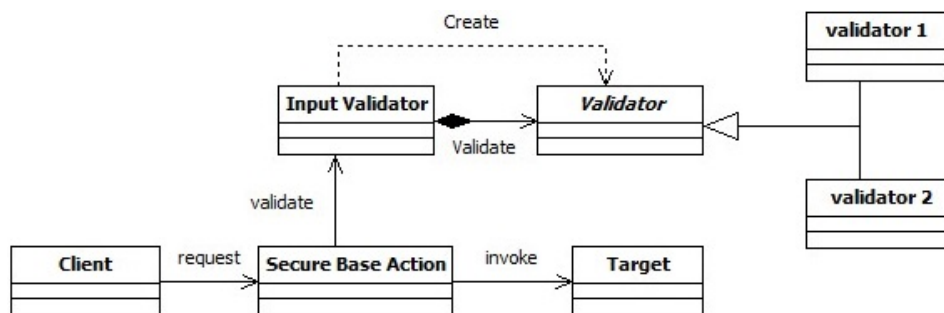 Create
validator 1
Input Validator
Validator
Validate
validate
validator 2
Client
request
Secure Base Action
invoke
Target